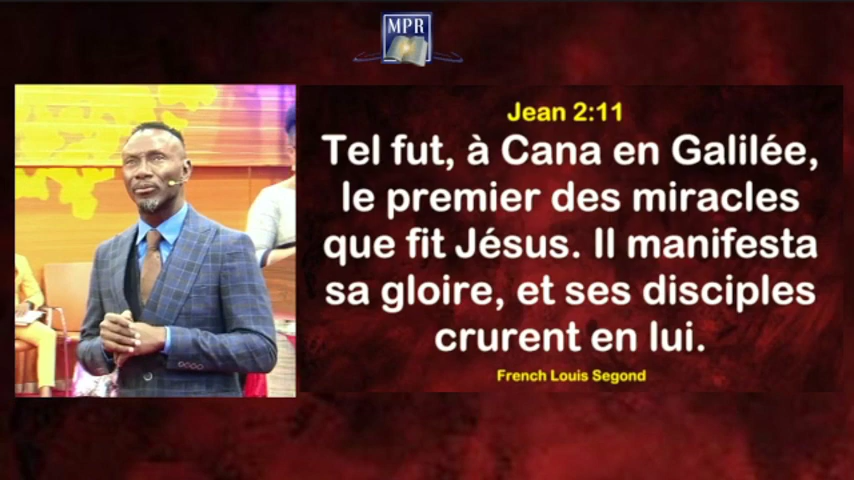 MPR
Jean 2:11
Tel fut, à Cana en Galilée,
le premier des miracles
que fit Jésus. Il manifesta
sa gloire, et ses disciples
crurent en lui.
French Louis Segond